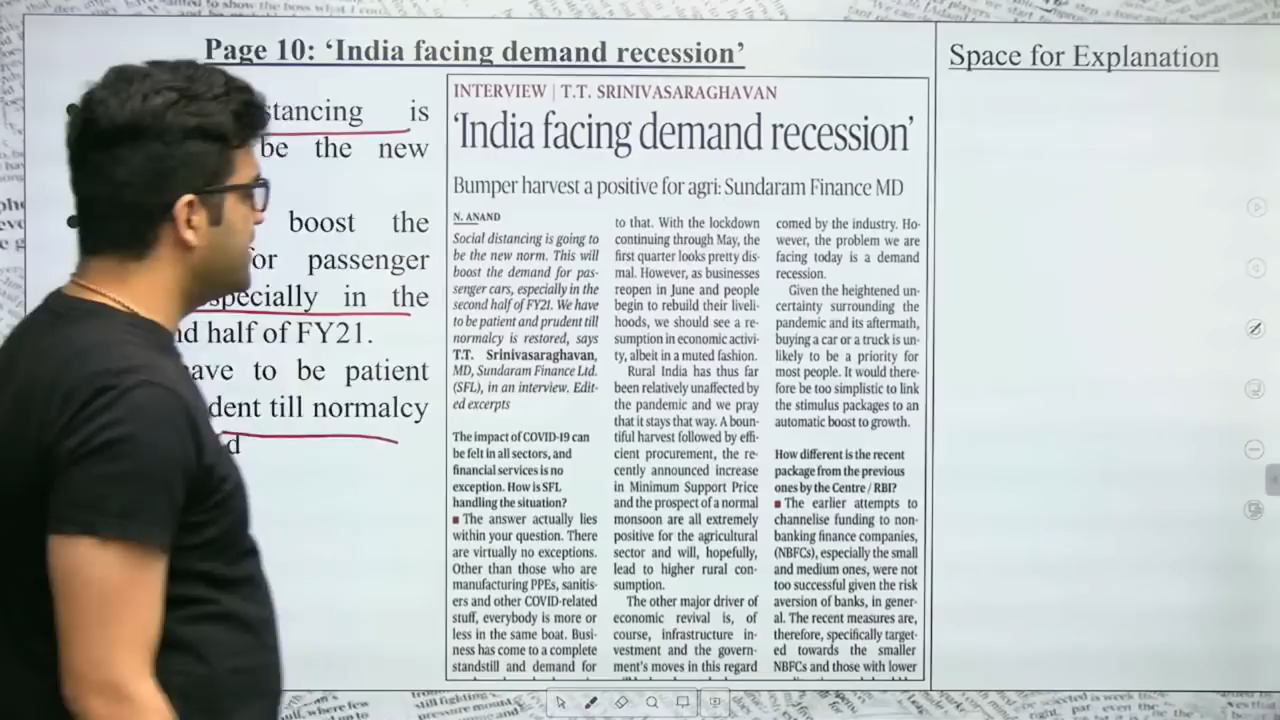 Page 10: ‘India facing demand recession’
Space for Explanation
stancing is
be the new
boost the
or passenger
specially in the
d half of FY21.
ave to be patient
dent till normalcy
d
INTERVIEW | T.T. SRINIVASARAGHAVAN
‘India facing demand recession’
Bumper harvest a positive for agri: Sundaram Finance MD
N. ANAND
Social distancing is going to
be the new norm. This will
boost the demand for pas-
senger cars, especially in the
second half of FY21. We have
to be patient and prudent till
normalcy is restored, says
T.T. Srinivasaraghavan,
MD, Sundaram Finance Ltd.
(SFL), in an interview. Edit-
ed excerpts
The impact of COVID-19 can
be felt in all sectors, and
financial services is no
exception. How is SFL
handling the situation?
■ The answer actually lies
within your question. There
are virtually no exceptions.
Other than those who are
manufacturing PPEs, sanitis-
ers and other COVID-related
stuff, everybody is more or
less in the same boat. Busi-
ness has come to a complete
standstill and demand for
to that. With the lockdown
continuing through May, the
first quarter looks pretty dis-
mal. However, as businesses
reopen in June and people
begin to rebuild their liveli-
hoods, we should see a re-
sumption in economic activi-
ty, albeit in a muted fashion.
Rural India has thus far
been relatively unaffected by
the pandemic and we pray
that it stays that way. A boun-
tiful harvest followed by effi-
cient procurement, the re-
cently announced increase
in Minimum Support Price
and the prospect of a normal
monsoon are all extremely
positive for the agricultural
sector and will, hopefully,
lead to higher rural con-
sumption.
The other major driver of
economic revival is, of
course, infrastructure in-
vestment and the govern-
ment’s moves in this regard
comed by the industry. Ho-
wever, the problem we are
facing today is a demand
recession.
Given the heightened un-
certainty surrounding the
pandemic and its aftermath,
buying a car or a truck is un-
likely to be a priority for
most people. It would there-
fore be too simplistic to link
the stimulus packages to an
automatic boost to growth.
How different is the recent
package from the previous
ones by the Centre / RBI?
■ The earlier attempts to
channelise funding to non-
banking finance companies,
(NBFCs), especially the small
and medium ones, were not
too successful given the risk
aversion of banks, in gener-
al. The recent measures are,
therefore, specifically target-
ed towards the smaller
NBFCs and those with lower